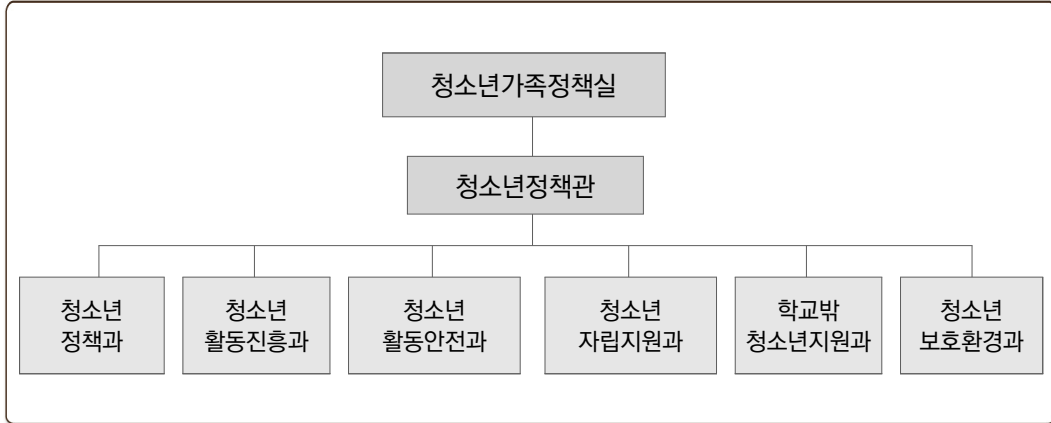 청소년가족정책실
청소년정책관
청소년
정책과
청소년
활동진흥과
청소년
활동안전과
청소년
자립지원과
학교밖
청소년지원과
청소년
보호환경과